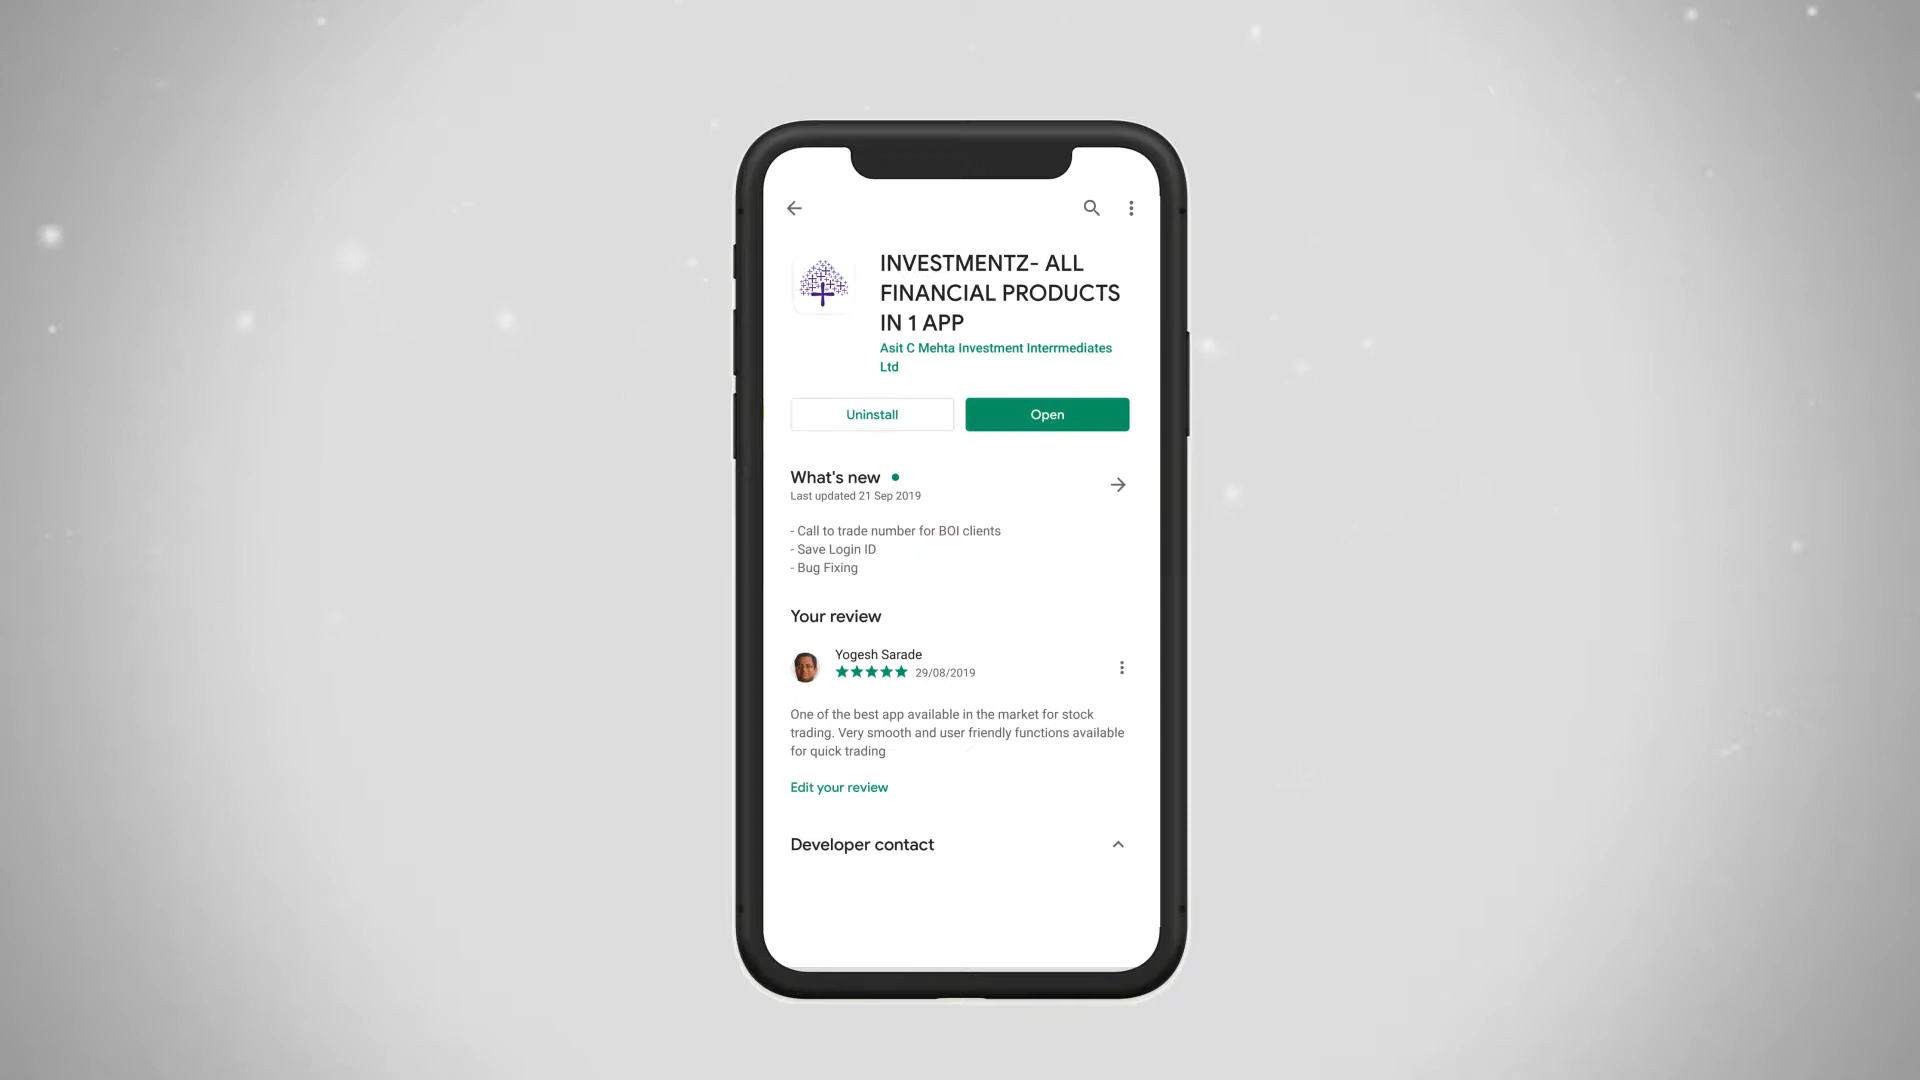 INVESTMENTZ- ALL
FINANCIAL PRODUCTS
IN 1 APP
Asit C Mehta Investment Interrmediates
Ltd
Uninstall
Open
What's new
Last updated 21 Sep 2019
- Call to trade number for BOI clients
- Save Login ID
- Bug Fixing
Your review
Yogesh Sarade
29/08/2019
One of the best app available in the market for stock
trading. Very smooth and user friendly functions available
for quick trading
Edit your review
Developer contact